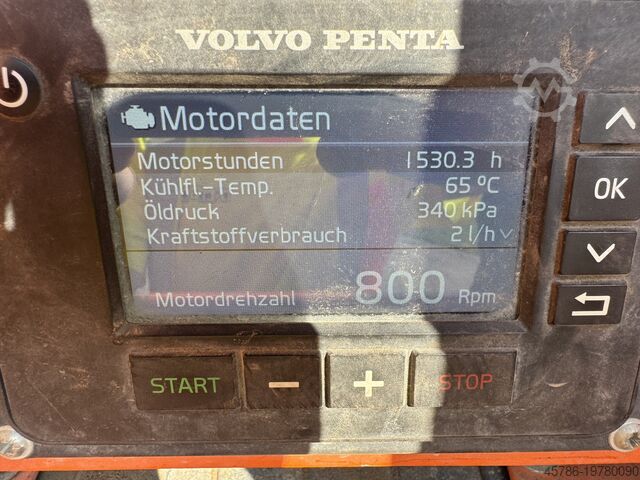 VOLVO PENTA
Motordaten
Motorstunden 1530.3 h
Kühlfl.-Temp. 65 ºC
Öldruck 340 kPa
Kraftstoffverbrauch 2 l/h
Motordrehzahl 800 Rpm
OK
START − + STOP
45786-19780090